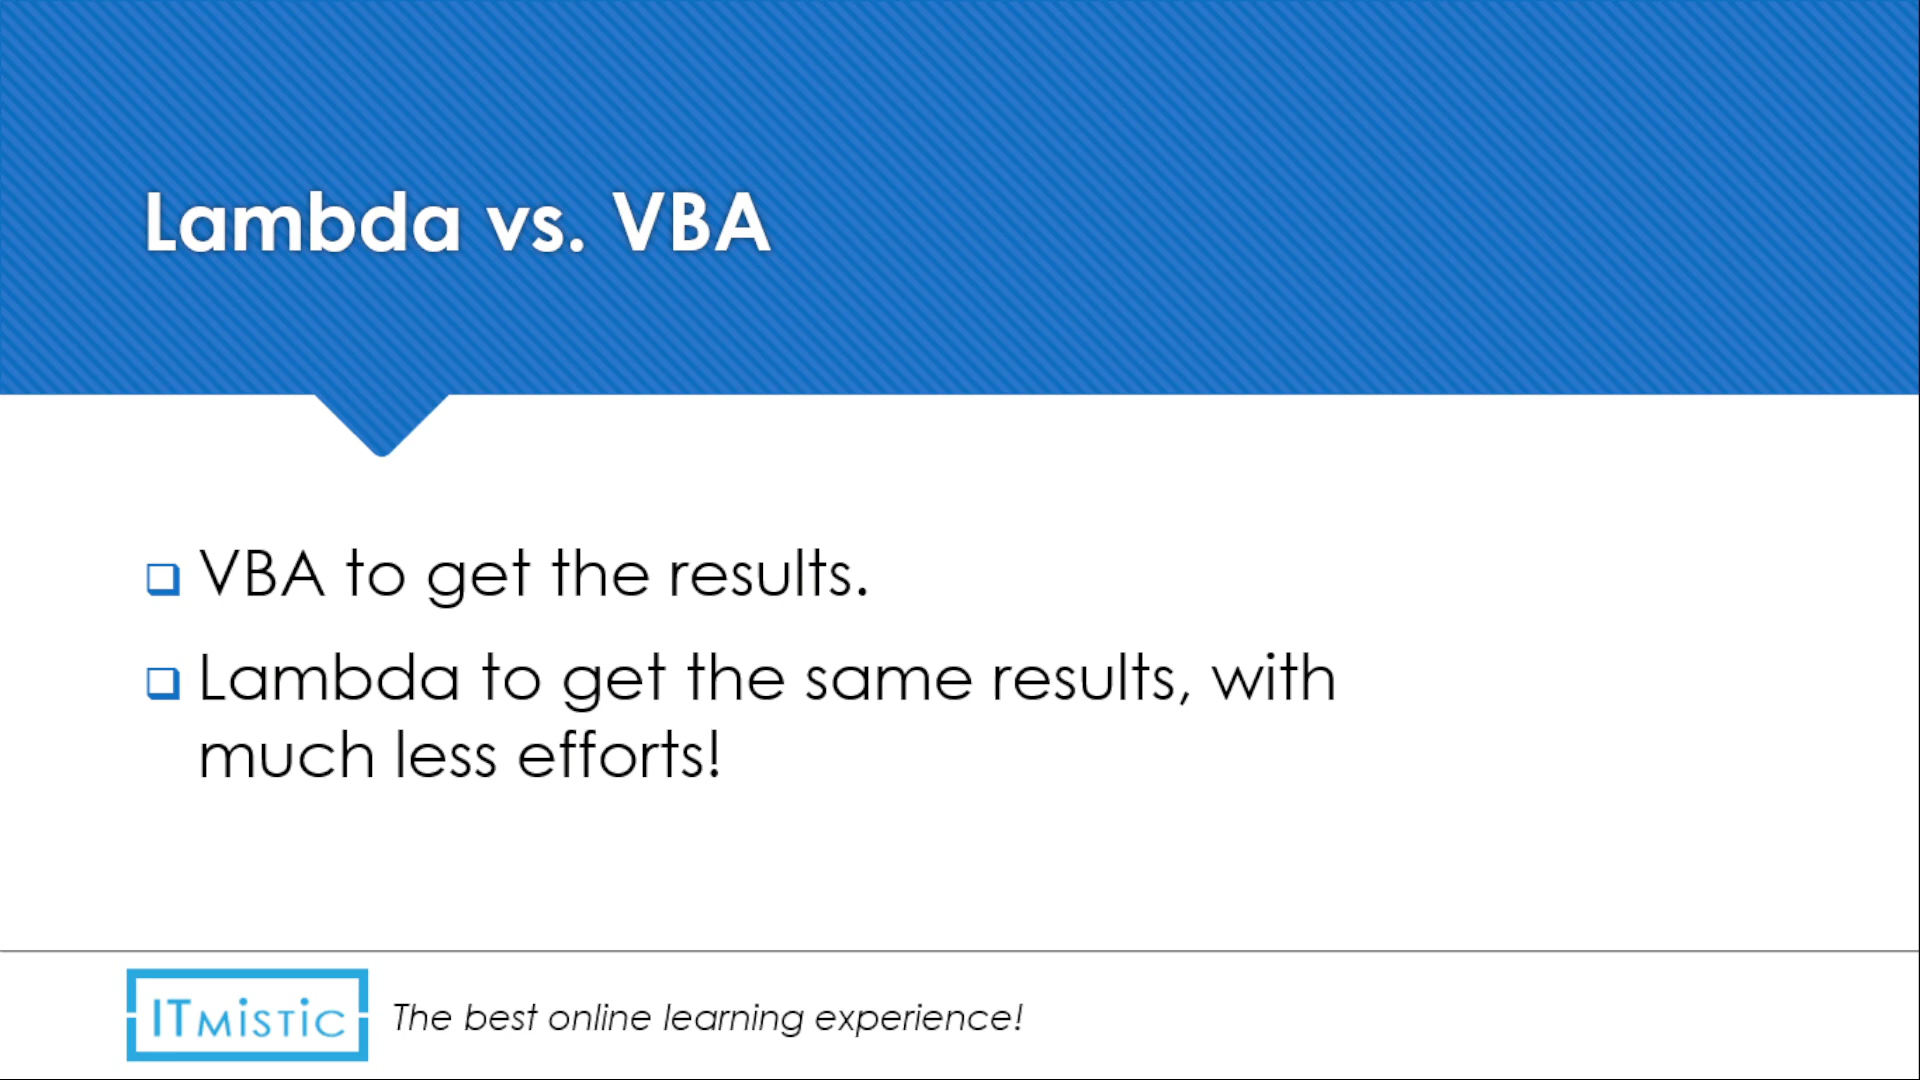 Lambda vs. VBA
VBA to get the results.
Lambda to get the same results, with
much less efforts!
ITmistic
The best online learning experience!